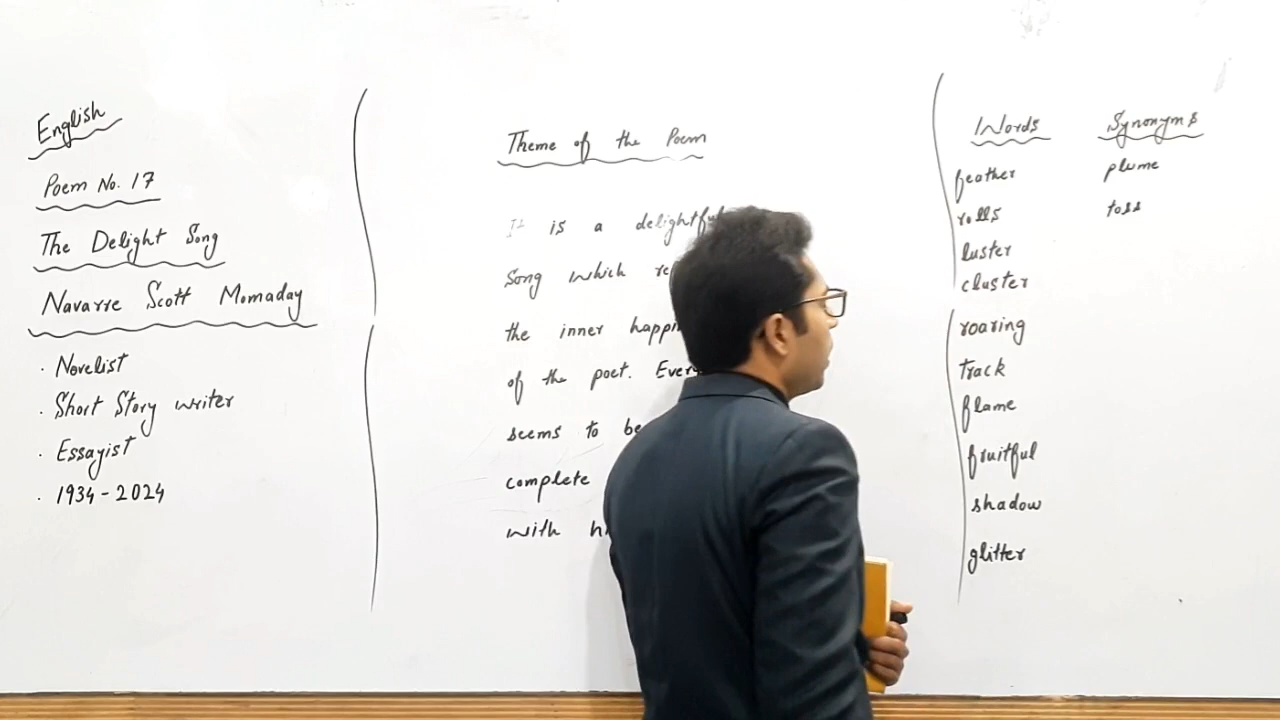 English
Poem No. 17
The Delight Song
Navarre Scott Momaday
· Novelist
· Short Story writer
· Essayist
· 1934-2024
Theme of the Poem
It is a delightful
Song which
the inner
of the poet.
seems to be
complete
with
Words Synonyms
feather plume
rolls toss
luster
cluster
roaring
track
flame
fruitful
shadow
glitter